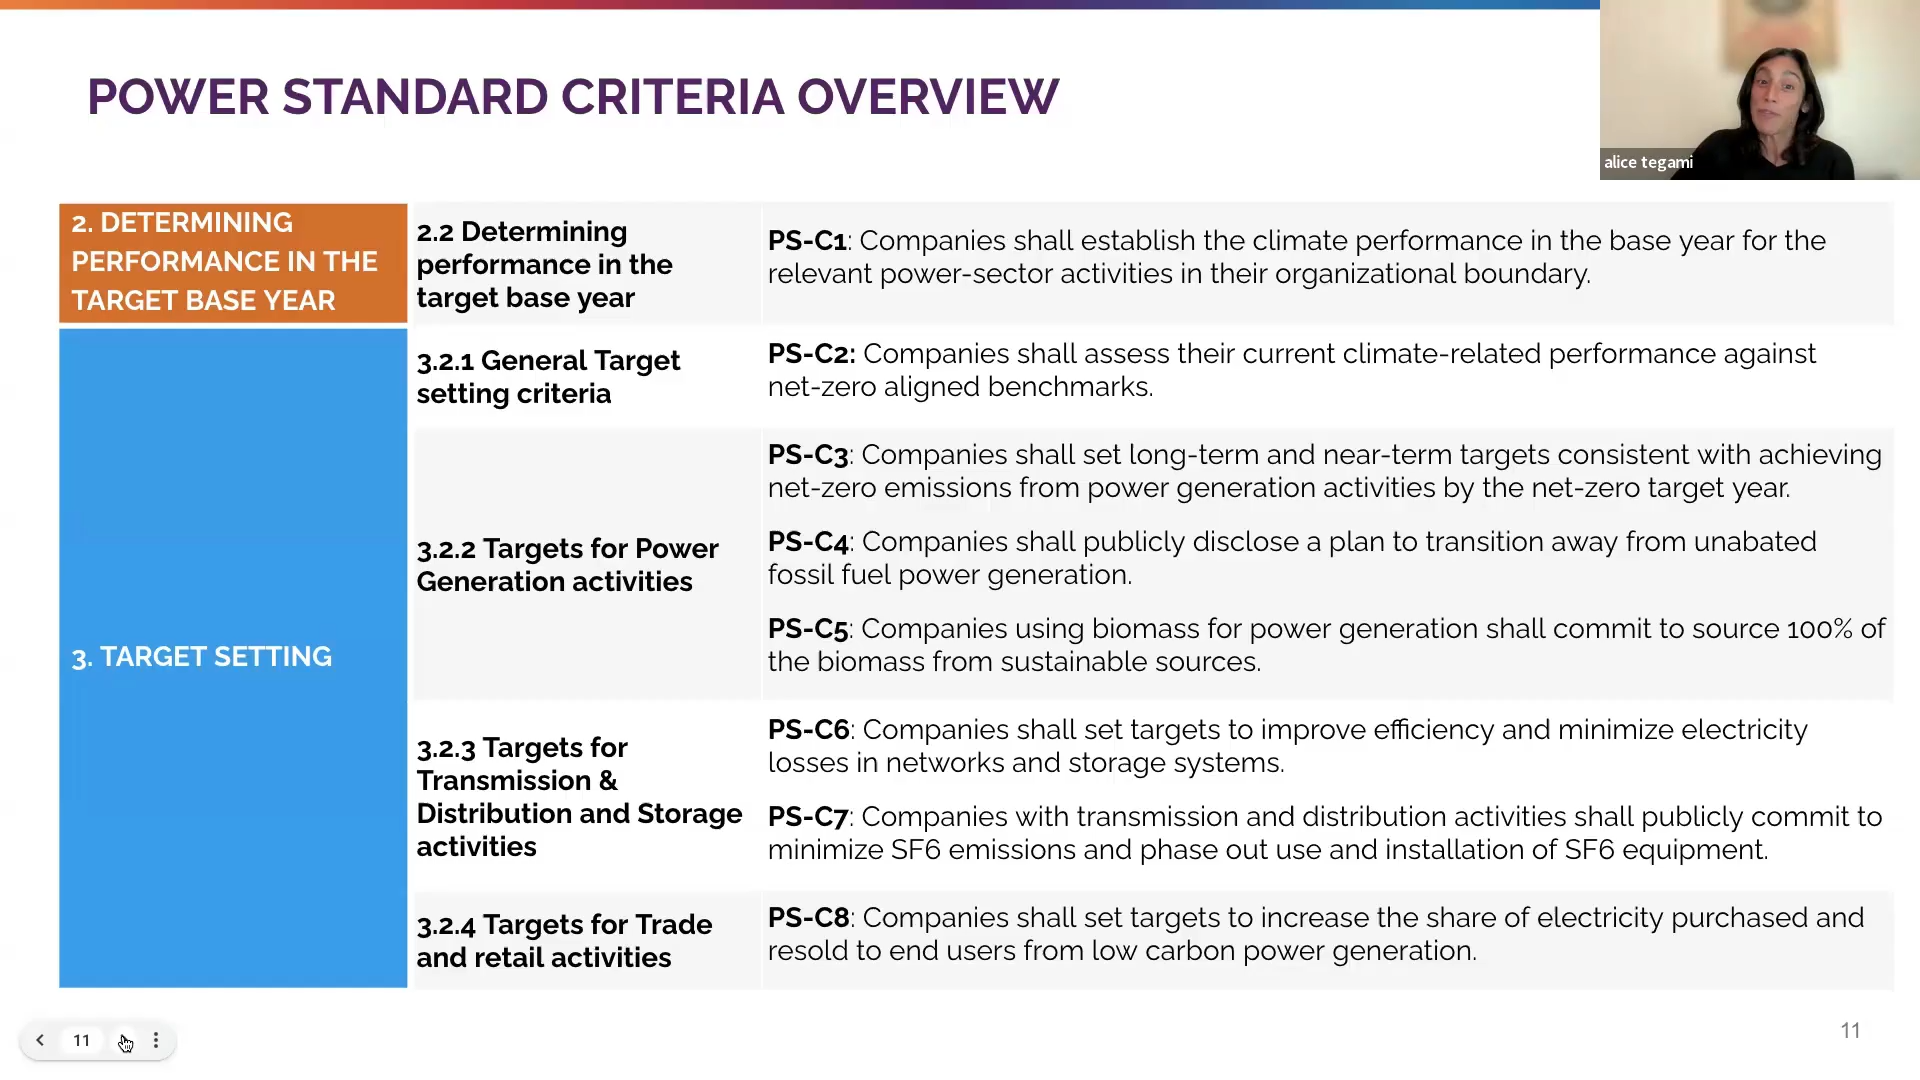 POWER STANDARD CRITERIA OVERVIEW
alice tegami
2. DETERMINING
PERFORMANCE IN THE
TARGET BASE YEAR
2.2 Determining
performance in the
target base year
PS-C1: Companies shall establish the climate performance in the base year for the
relevant power-sector activities in their organizational boundary.
3. TARGET SETTING
3.2.1 General Target
setting criteria
PS-C2: Companies shall assess their current climate-related performance against
net-zero aligned benchmarks.
3.2.2 Targets for Power
Generation activities
PS-C3: Companies shall set long-term and near-term targets consistent with achieving
net-zero emissions from power generation activities by the net-zero target year.
PS-C4: Companies shall publicly disclose a plan to transition away from unabated
fossil fuel power generation.
PS-C5: Companies using biomass for power generation shall commit to source 100% of
the biomass from sustainable sources.
3.2.3 Targets for
Transmission &
Distribution and Storage
activities
PS-C6: Companies shall set targets to improve efficiency and minimize electricity
losses in networks and storage systems.
PS-C7: Companies with transmission and distribution activities shall publicly commit to
minimize SF6 emissions and phase out use and installation of SF6 equipment.
3.2.4 Targets for Trade
and retail activities
PS-C8: Companies shall set targets to increase the share of electricity purchased and
resold to end users from low carbon power generation.
11
11